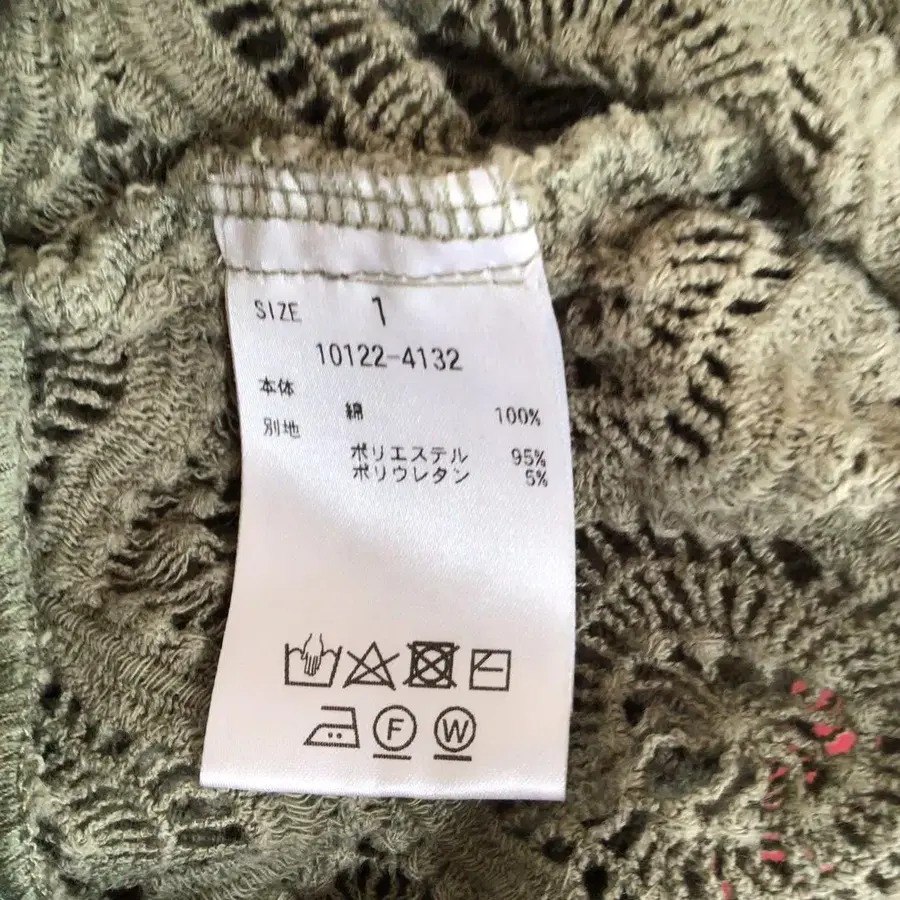 SIZE 1
10122-4132
本体
綿 100%
別地
ポリエステル 95%
ポリウレタン 5%
F W